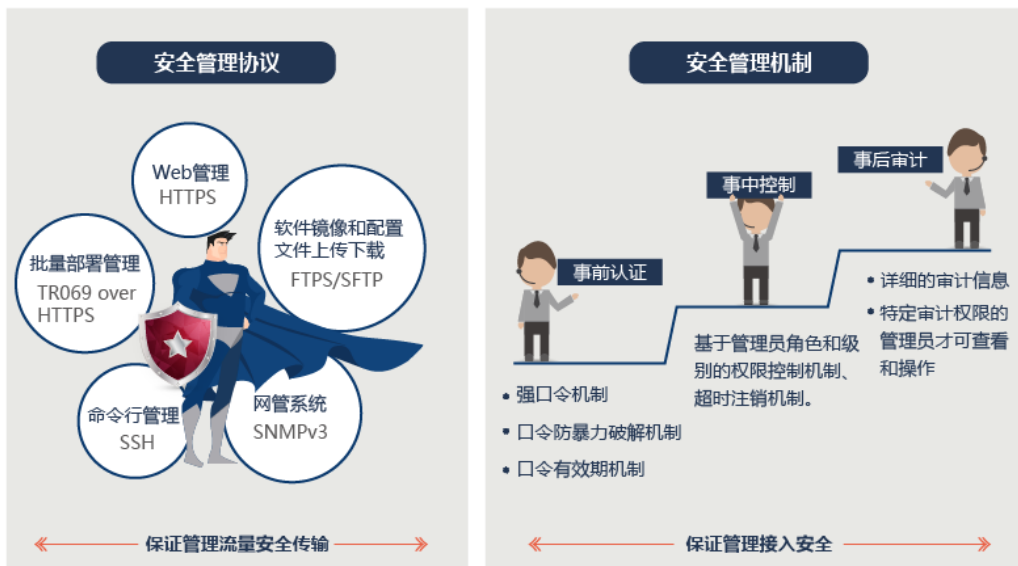 安全管理协议
Web管理
HTTPS
软件镜像和配置
文件上传下载
FTPS/SFTP
批量部署管理
TR069 over
HTTPS
命令行管理
SSH
网管系统
SNMPv3
保证管理流量安全传输
安全管理机制
事前认证
强口令机制
口令防暴力破解机制
口令有效期机制
事中控制
基于管理员角色和级
别的权限控制机制、
超时注销机制。
事后审计
详细的审计信息
特定审计权限的
管理员才可查看
和操作
保证管理接入安全